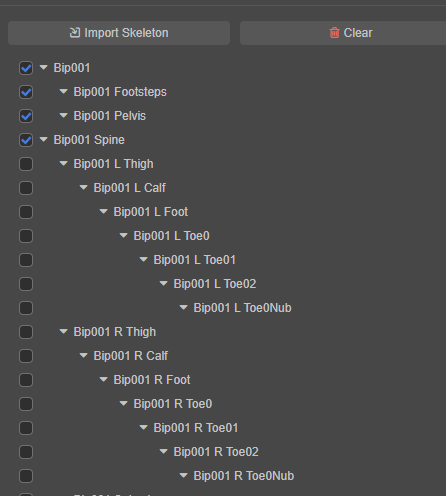 Import Skeleton
Clear
Bip001
Bip001 Footsteps
Bip001 Pelvis
Bip001 Spine
Bip001 L Thigh
Bip001 L Calf
Bip001 L Foot
Bip001 L Toe0
Bip001 L Toe01
Bip001 L Toe02
Bip001 L Toe0Nub
Bip001 R Thigh
Bip001 R Calf
Bip001 R Foot
Bip001 R Toe0
Bip001 R Toe01
Bip001 R Toe02
Bip001 R Toe0Nub